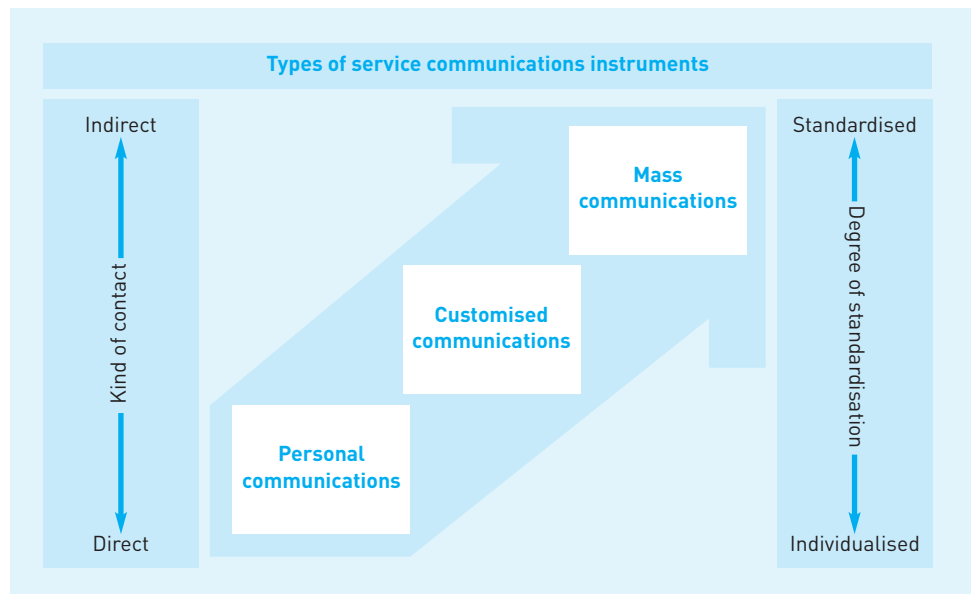 Types of service communications instruments
Indirect
Kind of contact
Direct
Mass
communications
Customised
communications
Personal
communications
Standardised
Degree of standardisation
Individualised